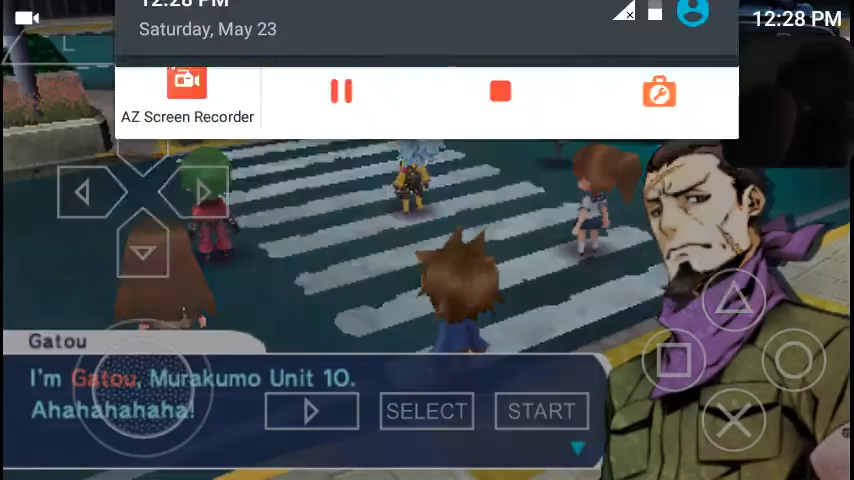 12:28 PM
12:28 PM
Saturday, May 23
AZ Screen Recorder
L
Gatou
I'm Gatou, Murakumo Unit 10.
Ahahahahaha!
SELECT
START